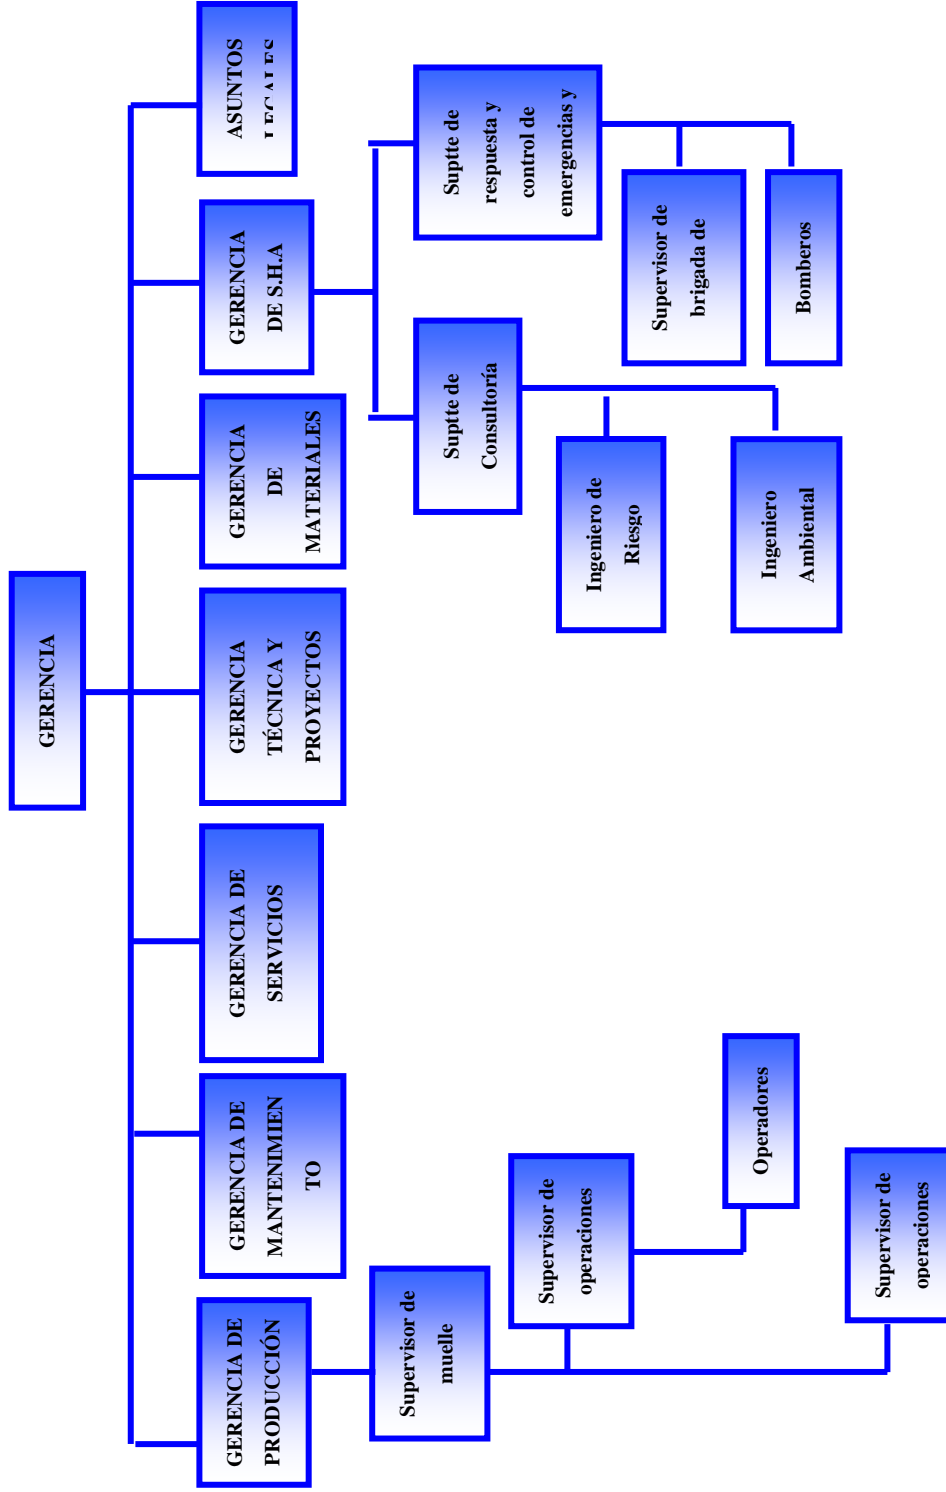 GERENCIA
GERENCIA DE
PRODUCCIÓN
GERENCIA DE
MANTENIMIEN
TO
GERENCIA DE
SERVICIOS
GERENCIA
TÉCNICA Y
PROYECTOS
GERENCIA
DE
MATERIALES
GERENCIA
DE S.H.A
ASUNTOS
LEGALES
Supervisor de
muelle
Supervisor de
operaciones
Operadores
Supervisor de
operaciones
Suptte de
Consultoría
Ingeniero de
Riesgo
Ingeniero
Ambiental
Suptte de
respuesta y
control de
emergencias y
Supervisor de
brigada de
Bomberos